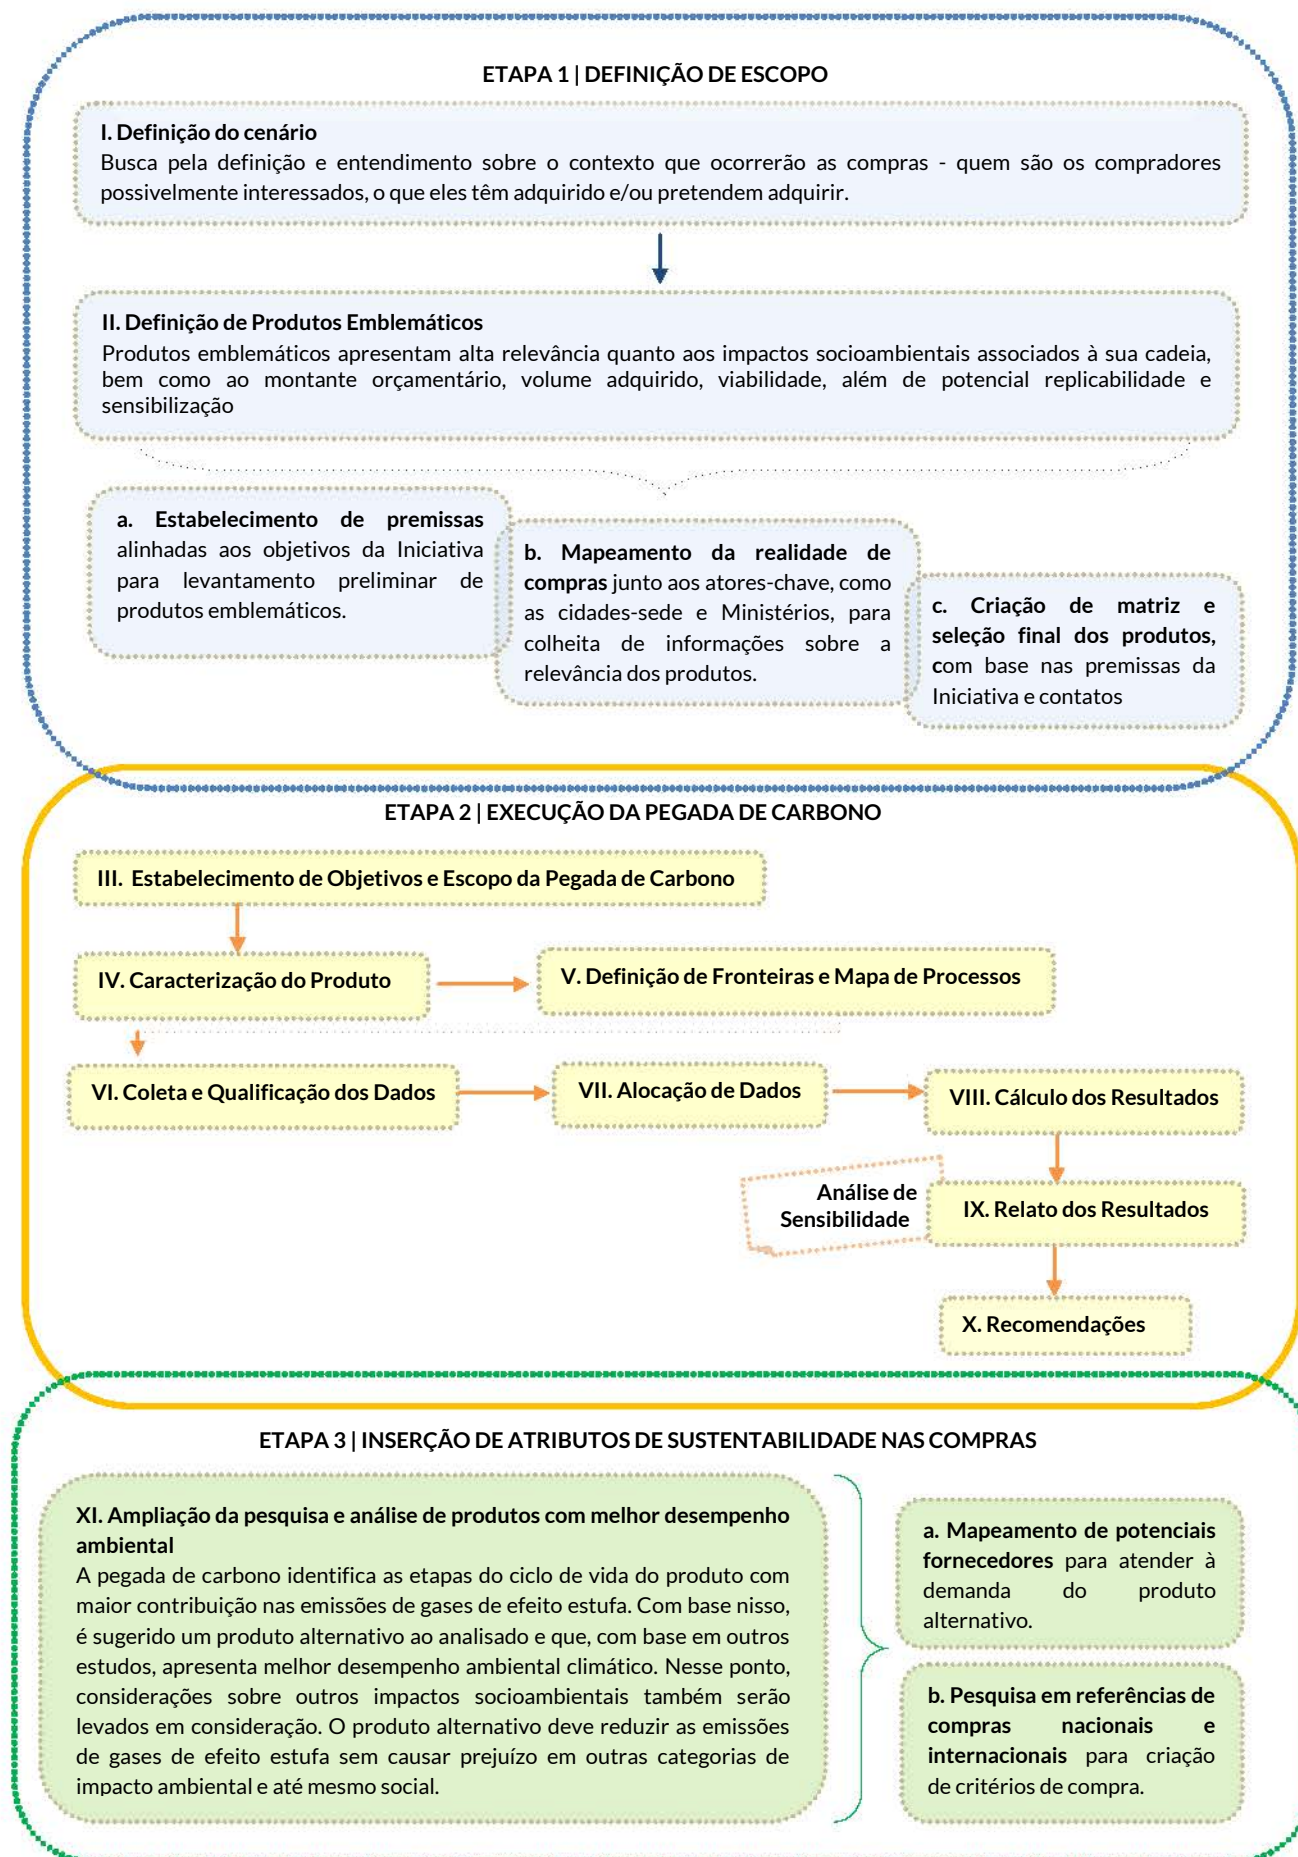 ETAPA 1 | DEFINIÇÃO DE ESCOPO
I. Definição do cenário
Busca pela definição e entendimento sobre o contexto que ocorrerão as compras - quem são os compradores
possivelmente interessados, o que eles têm adquirido e/ou pretendem adquirir.
II. Definição de Produtos Emblemáticos
Produtos emblemáticos apresentam alta relevância quanto aos impactos socioambientais associados à sua cadeia,
bem como ao montante orçamentário, volume adquirido, viabilidade, além de potencial replicabilidade e
sensibilização
a. Estabelecimento de premissas
alinhadas aos objetivos da Iniciativa
para levantamento preliminar de
produtos emblemáticos.
b. Mapeamento da realidade de
compras junto aos atores-chave, como
as cidades-sede e Ministérios, para
colheita de informações sobre a
relevância dos produtos.
c. Criação de matriz e
seleção final dos produtos,
com base nas premissas da
Iniciativa e contatos
ETAPA 2 | EXECUÇÃO DA PEGADA DE CARBONO
III. Estabelecimento de Objetivos e Escopo da Pegada de Carbono
IV. Caracterização do Produto
V. Definição de Fronteiras e Mapa de Processos
VI. Coleta e Qualificação dos Dados
VII. Alocação de Dados
VIII. Cálculo dos Resultados
Análise de
Sensibilidade
IX. Relato dos Resultados
X. Recomendações
ETAPA 3 | INSERÇÃO DE ATRIBUTOS DE SUSTENTABILIDADE NAS COMPRAS
XI. Ampliação da pesquisa e análise de produtos com melhor desempenho
ambiental
A pegada de carbono identifica as etapas do ciclo de vida do produto com
maior contribuição nas emissões de gases de efeito estufa. Com base nisso,
é sugerido um produto alternativo ao analisado e que, com base em outros
estudos, apresenta melhor desempenho ambiental climático. Nesse ponto,
considerações sobre outros impactos socioambientais também serão
levados em consideração. O produto alternativo deve reduzir as emissões
de gases de efeito estufa sem causar prejuízo em outras categorias de
impacto ambiental e até mesmo social.
a. Mapeamento de potenciais
fornecedores para atender à
demanda do produto
alternativo.
b. Pesquisa em referências de
compras nacionais e
internacionais para criação
de critérios de compra.